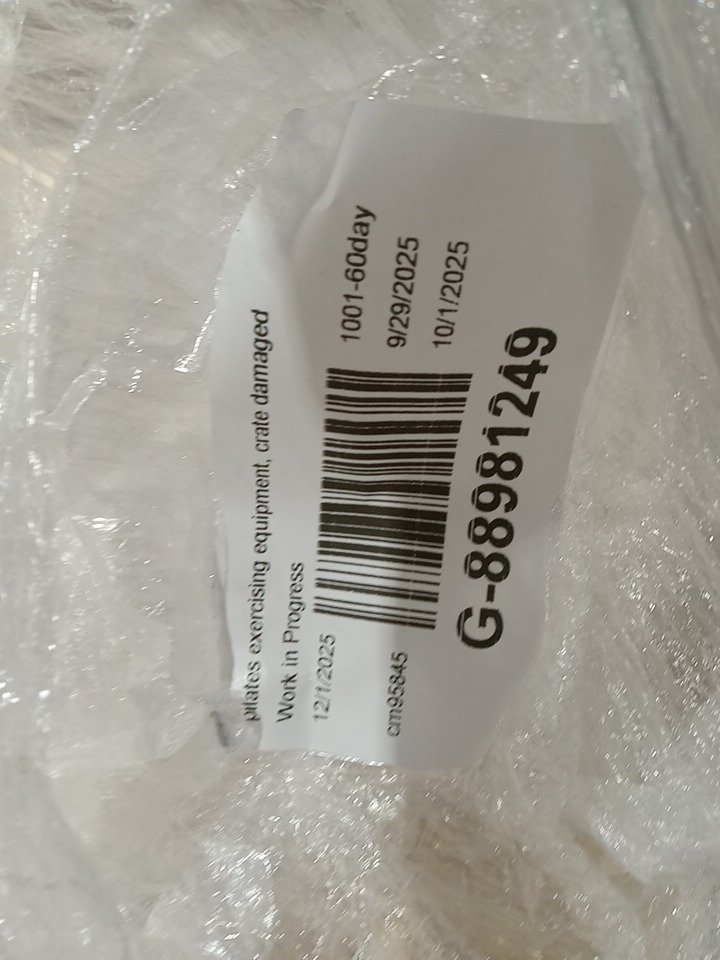 pilates exercising equipment, crate damaged
Work in Progress
12/1/2025
1001-60day
9/29/2025
cm95845
10/1/2025
G-88981249